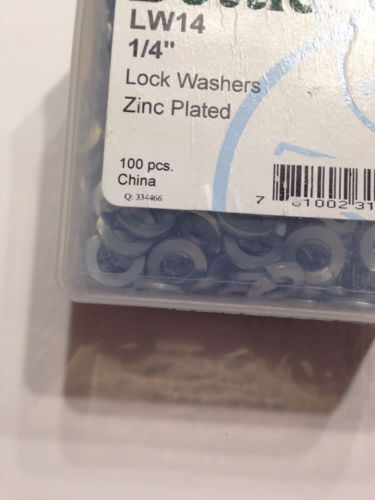 LW14
1/4"
Lock Washers
Zinc Plated
100 pcs.
China
Q: 334466